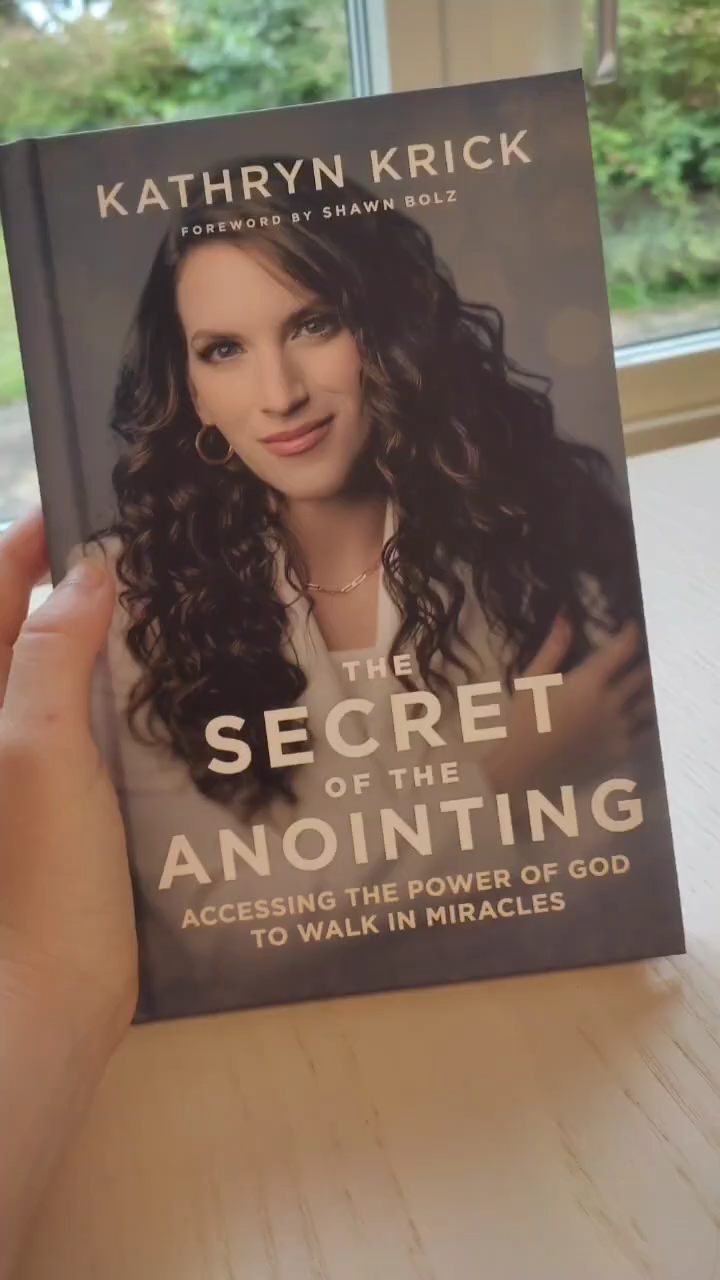 KATHRYN KRICK
FOREWORD BY SHAWN BOLZ
THE
SECRET
OF THE
ANOINTING
ACCESSING THE POWER OF GOD
TO WALK IN MIRACLES